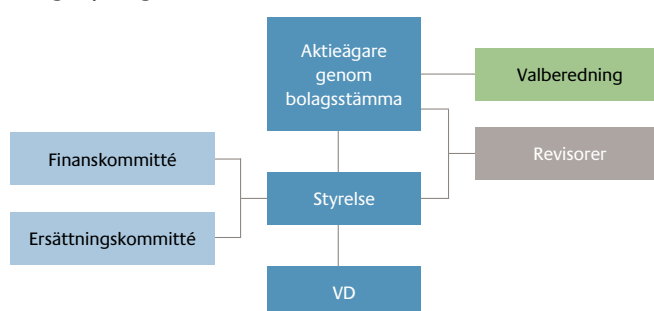 Aktieägare
genom
bolagsstämma
Valberedning
Revisorer
Finanskommitté
Styrelse
Ersättningskommitté
VD